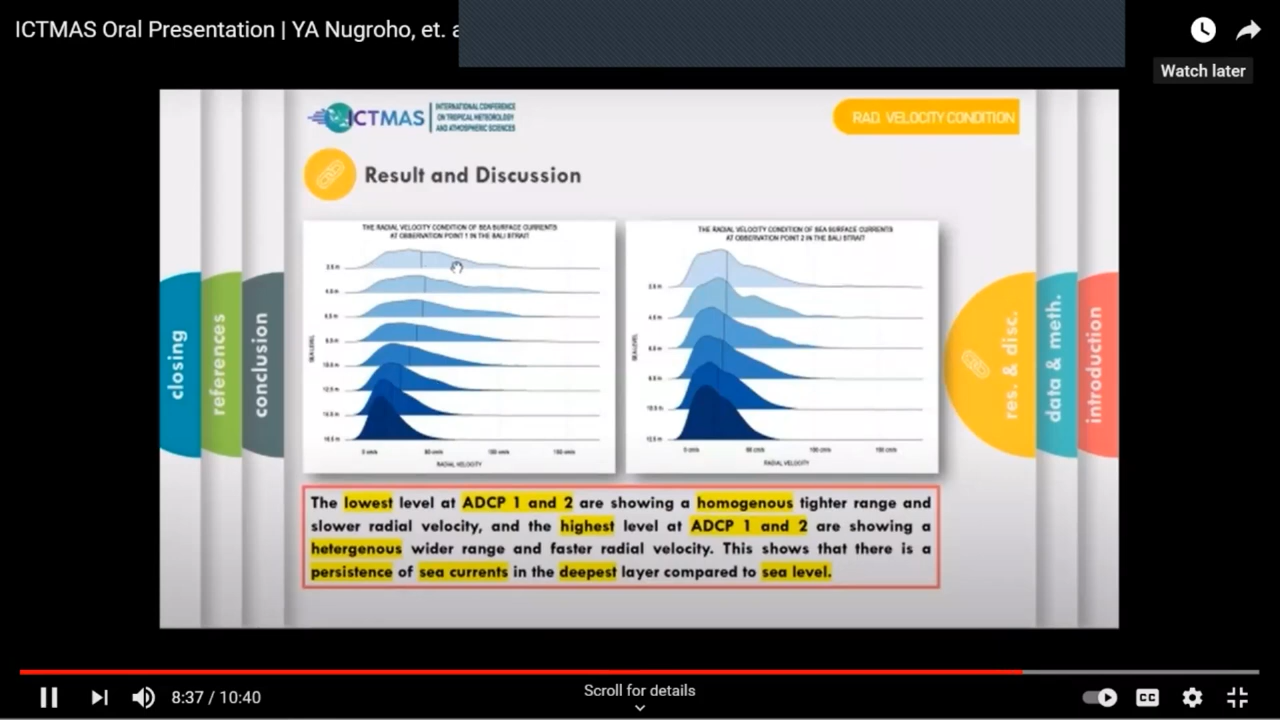 ICTMAS Oral Presentation | YA Nugroho, et. a
Watch later
ICTMAS
INTERNATIONAL CONFERENCE
ON TROPICAL METEOROLOGY
AND ATMOSPHERIC SCIENCES
RAD. VELOCITY CONDITION
Result and Discussion
THE RADIAL VELOCITY CONDITION OF SEA SURFACE CURRENTS
AT OBSERVATION POINT 1 IN THE BALI STRAIT
SEA LEVEL
RADIAL VELOCITY
THE RADIAL VELOCITY CONDITION OF SEA SURFACE CURRENTS
AT OBSERVATION POINT 2 IN THE BALI STRAIT
SEA LEVEL
RADIAL VELOCITY
closing
references
conclusion
res. & disc.
data & meth.
introduction
The lowest level at ADCP 1 and 2 are showing a homogenous tighter range and
slower radial velocity, and the highest level at ADCP 1 and 2 are showing a
hetergenous wider range and faster radial velocity. This shows that there is a
persistence of sea currents in the deepest layer compared to sea level.
8:37 / 10:40
Scroll for details
CC